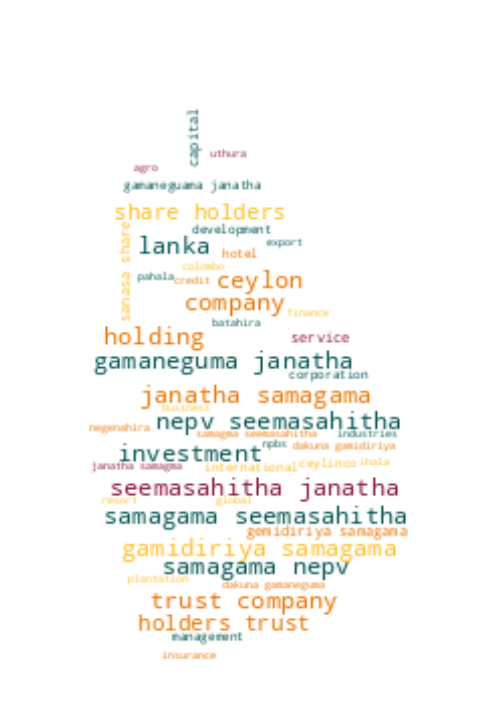 capital
uthura
agro
gamaneguama janatha
share holders
sanasa share
development
lanka
export
hotel
colombo
pahala
credit
ceylon
company
finance
batahira
holding
service
gamaneguma janatha
corporation
janatha samagama
business
nepv seemasahitha
negenahira
samagma seemasahitha
industries
npbs
dakuna gamidiriya
investment
janatha samagma
international
ceylinco
ihala
seemasahitha janatha
resort
global
samagama seemasahitha
gemidiriya samagama
gamidiriya samagama
samagama nepv
plantation
dakuna gamaneguma
trust company
holders trust
management
insurance